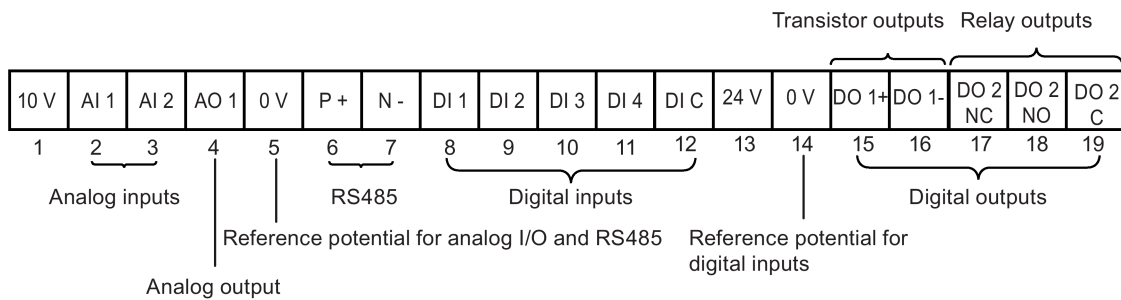 Transistor outputs Relay outputs
10 V AI 1 AI 2 AO 1 0 V P + N - DI 1 DI 2 DI 3 DI 4 DI C 24 V 0 V DO 1+ DO 1- DO 2 NC DO 2 NO DO 2 C
1 2 3 4 5 6 7 8 9 10 11 12 13 14 15 16 17 18 19
Analog inputs RS485 Digital inputs Digital outputs
Reference potential for analog I/O and RS485 Reference potential for
digital inputs
Analog output